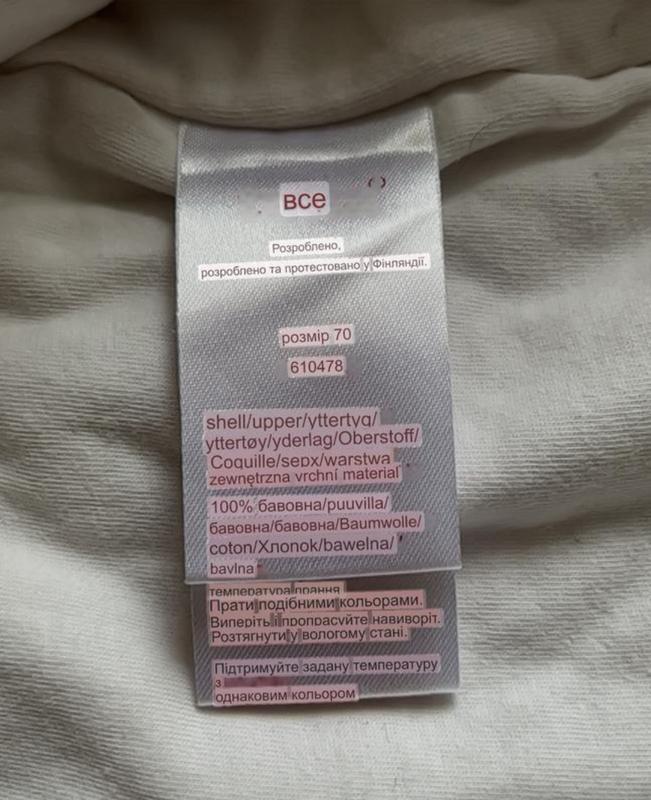 все
Розроблено,
розроблено та протестовано у Фінляндії.
розмір 70
610478
shell/upper/yttertyg/
yttertøy/yderlag/Oberstoff/
Coquille/sepx/warstwa
zewnętrzna vrchní material
100% бавовна/puuvilla/
бавовна/бавовна/Baumwolle/
coton/Хлопок/bawelna/
bavlna
температура прання
Прати подібними кольорами.
Виперіть і пропрасуйте навиворіт.
Розтягнути у вологому стані.
Підтримуйте задану температуру
з
однаковим кольором